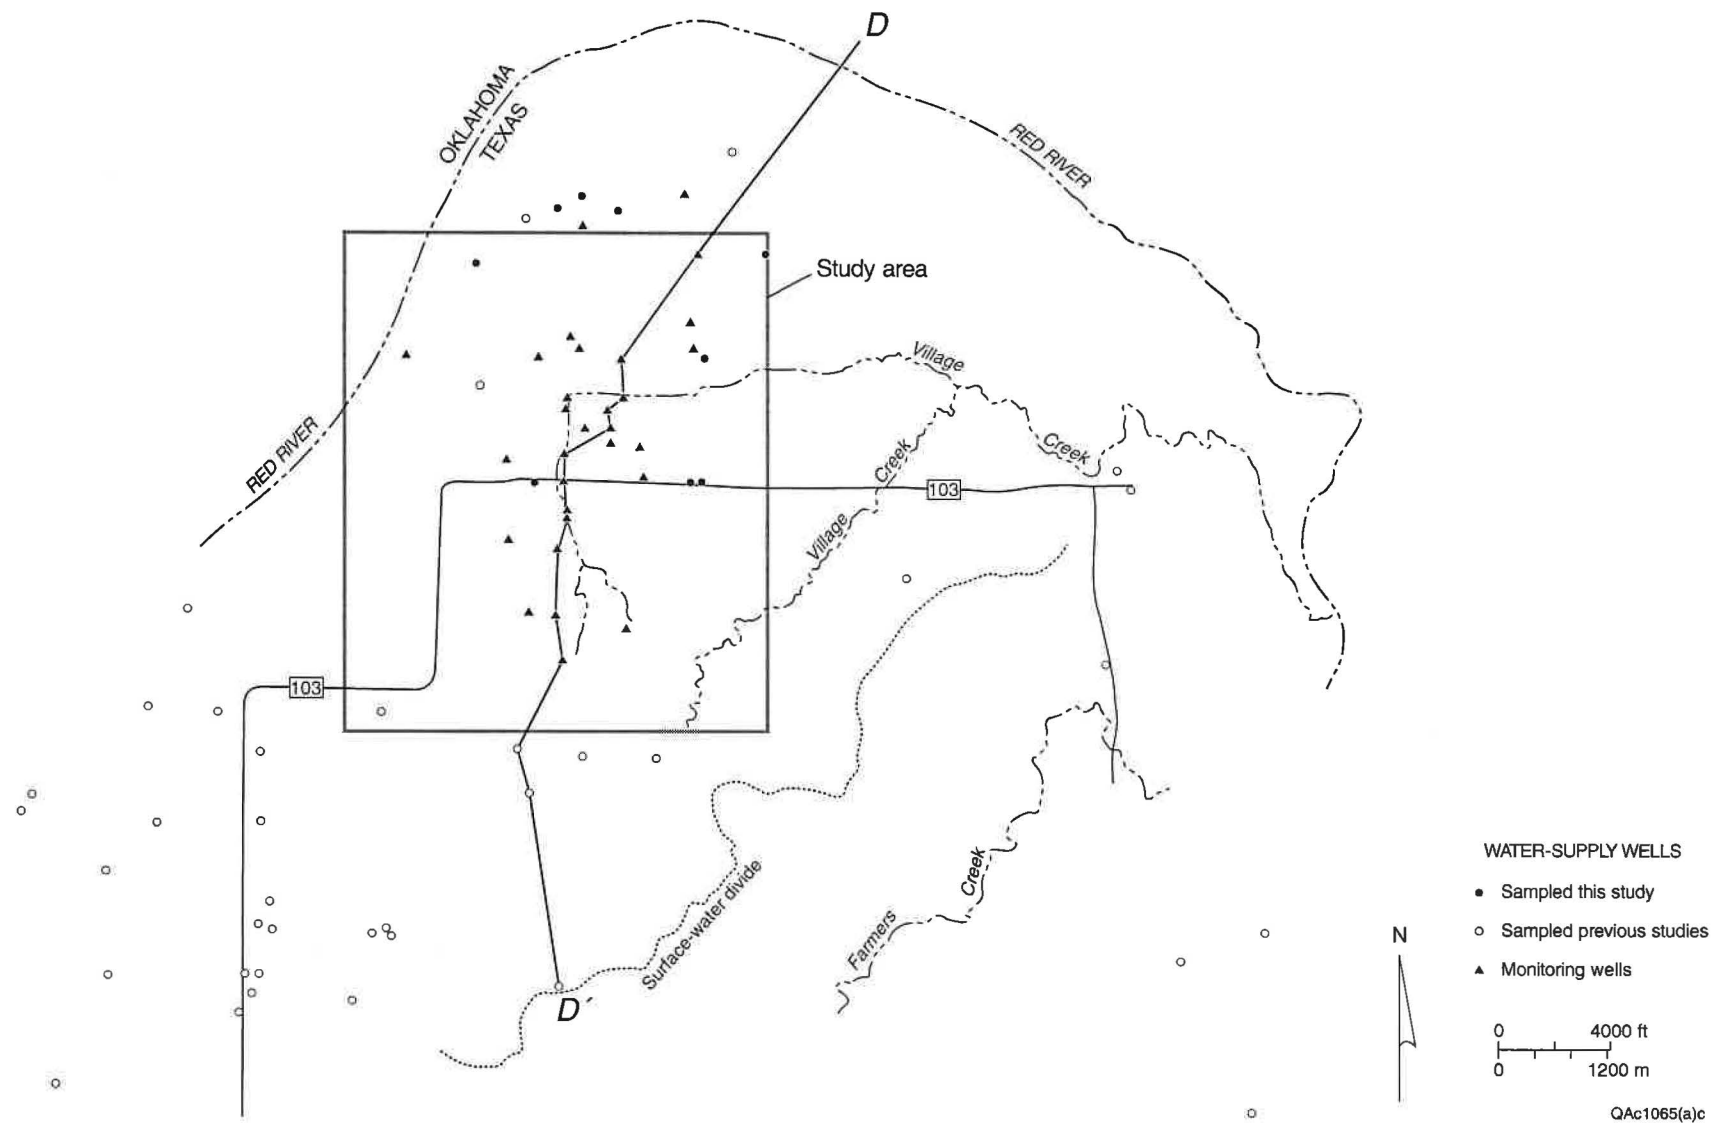 D
OKLAHOMA
TEXAS
RED RIVER
Study area
Village
RED RIVER
Creek
Creek
103
Village
103
Surface-water divide
Creek
Farmers
D´
WATER-SUPPLY WELLS
Sampled this study
Sampled previous studies
Monitoring wells
N
0 4000 ft
0 1200 m
QAc1065(a)c